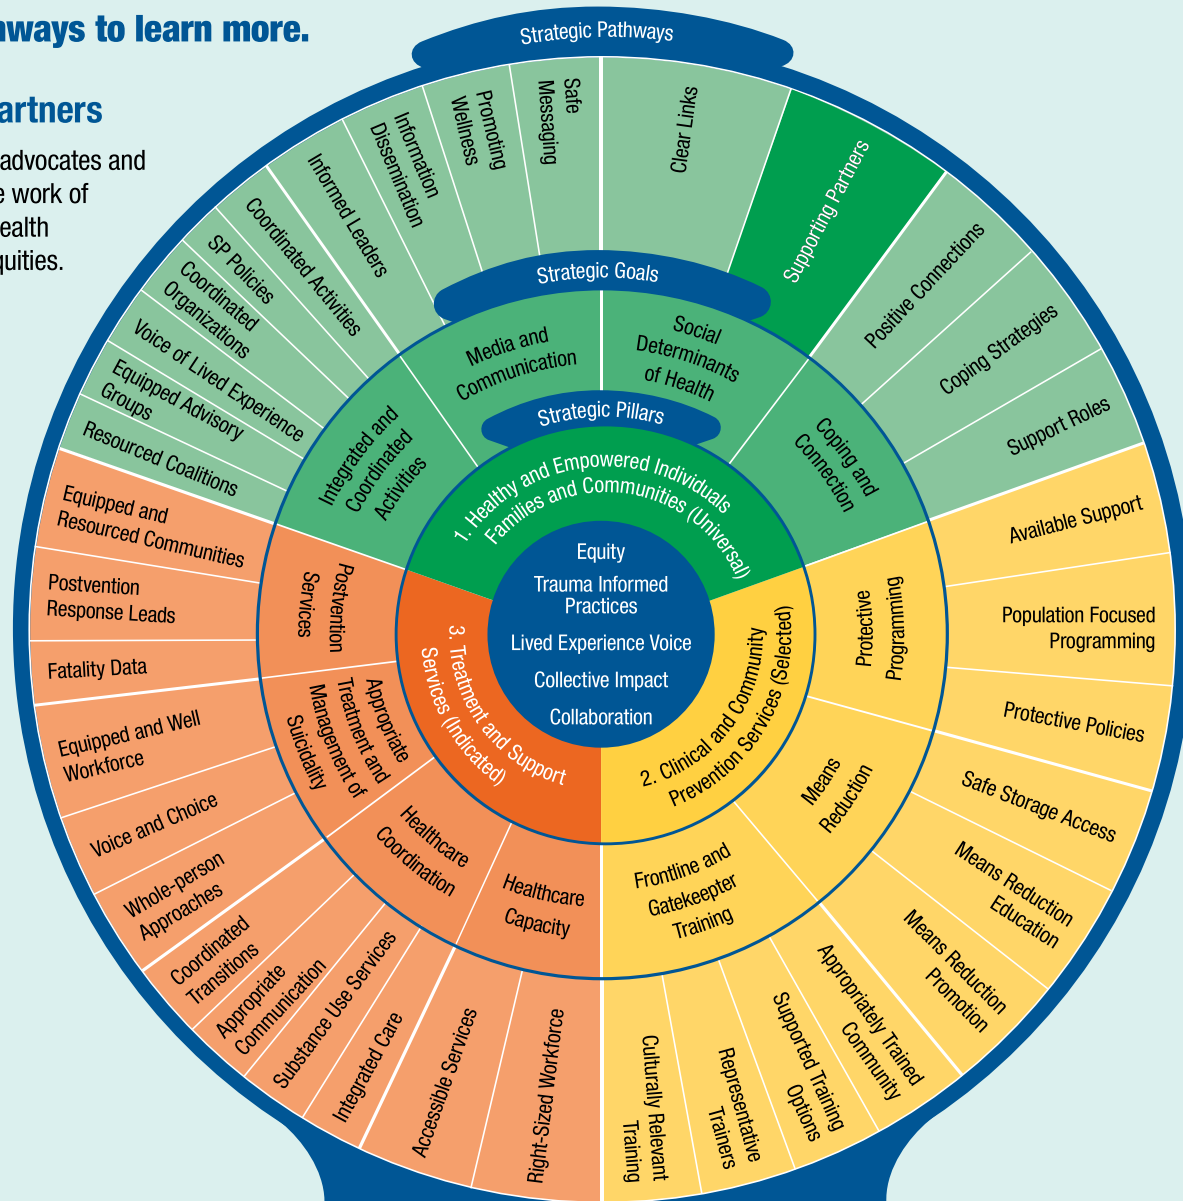 nways to learn more.
artners
advocates and
e work of
ealth
quities.
Strategic Pathways
Safe
Messaging
Promoting
Wellness
Information
Dissemination
Informed Leaders
Coordinated Activities
SP Policies
Coordinated
Organizations
Voice of Lived Experience
Equipped Advisory
Groups
Resourced Coalitions
Clear Links
Supporting Partners
Positive Connections
Coping Strategies
Support Roles
Strategic Goals
Media and
Communication
Social
Determinants
of Health
Integrated and
Coordinated
Activities
Coping and
Connection
Strategic Pillars
1. Healthy and Empowered Individuals
Families and Communities (Universal)
Equity
Trauma Informed
Practices
Lived Experience Voice
Collective Impact
Collaboration
2. Clinical and Community
Prevention Services (Selected)
3. Treatment and Support
Services (Indicated)
Protective
Programming
Means
Reduction
Frontline and
Gatekeeper
Training
Available Support
Population Focused
Programming
Protective Policies
Safe Storage Access
Means Reduction
Education
Means Reduction
Promotion
Appropriately Trained
Community
Supported Training
Options
Representative
Trainers
Culturally Relevant
Training
Postvention
Services
Appropriate
Treatment and
Management of
Suicidality
Healthcare
Coordination
Healthcare
Capacity
Equipped and
Resourced Communities
Postvention
Response Leads
Fatality Data
Equipped and Well
Workforce
Voice and Choice
Whole-person
Approaches
Coordinated
Transitions
Appropriate
Communication
Substance Use Services
Integrated Care
Accessible Services
Right-Sized Workforce